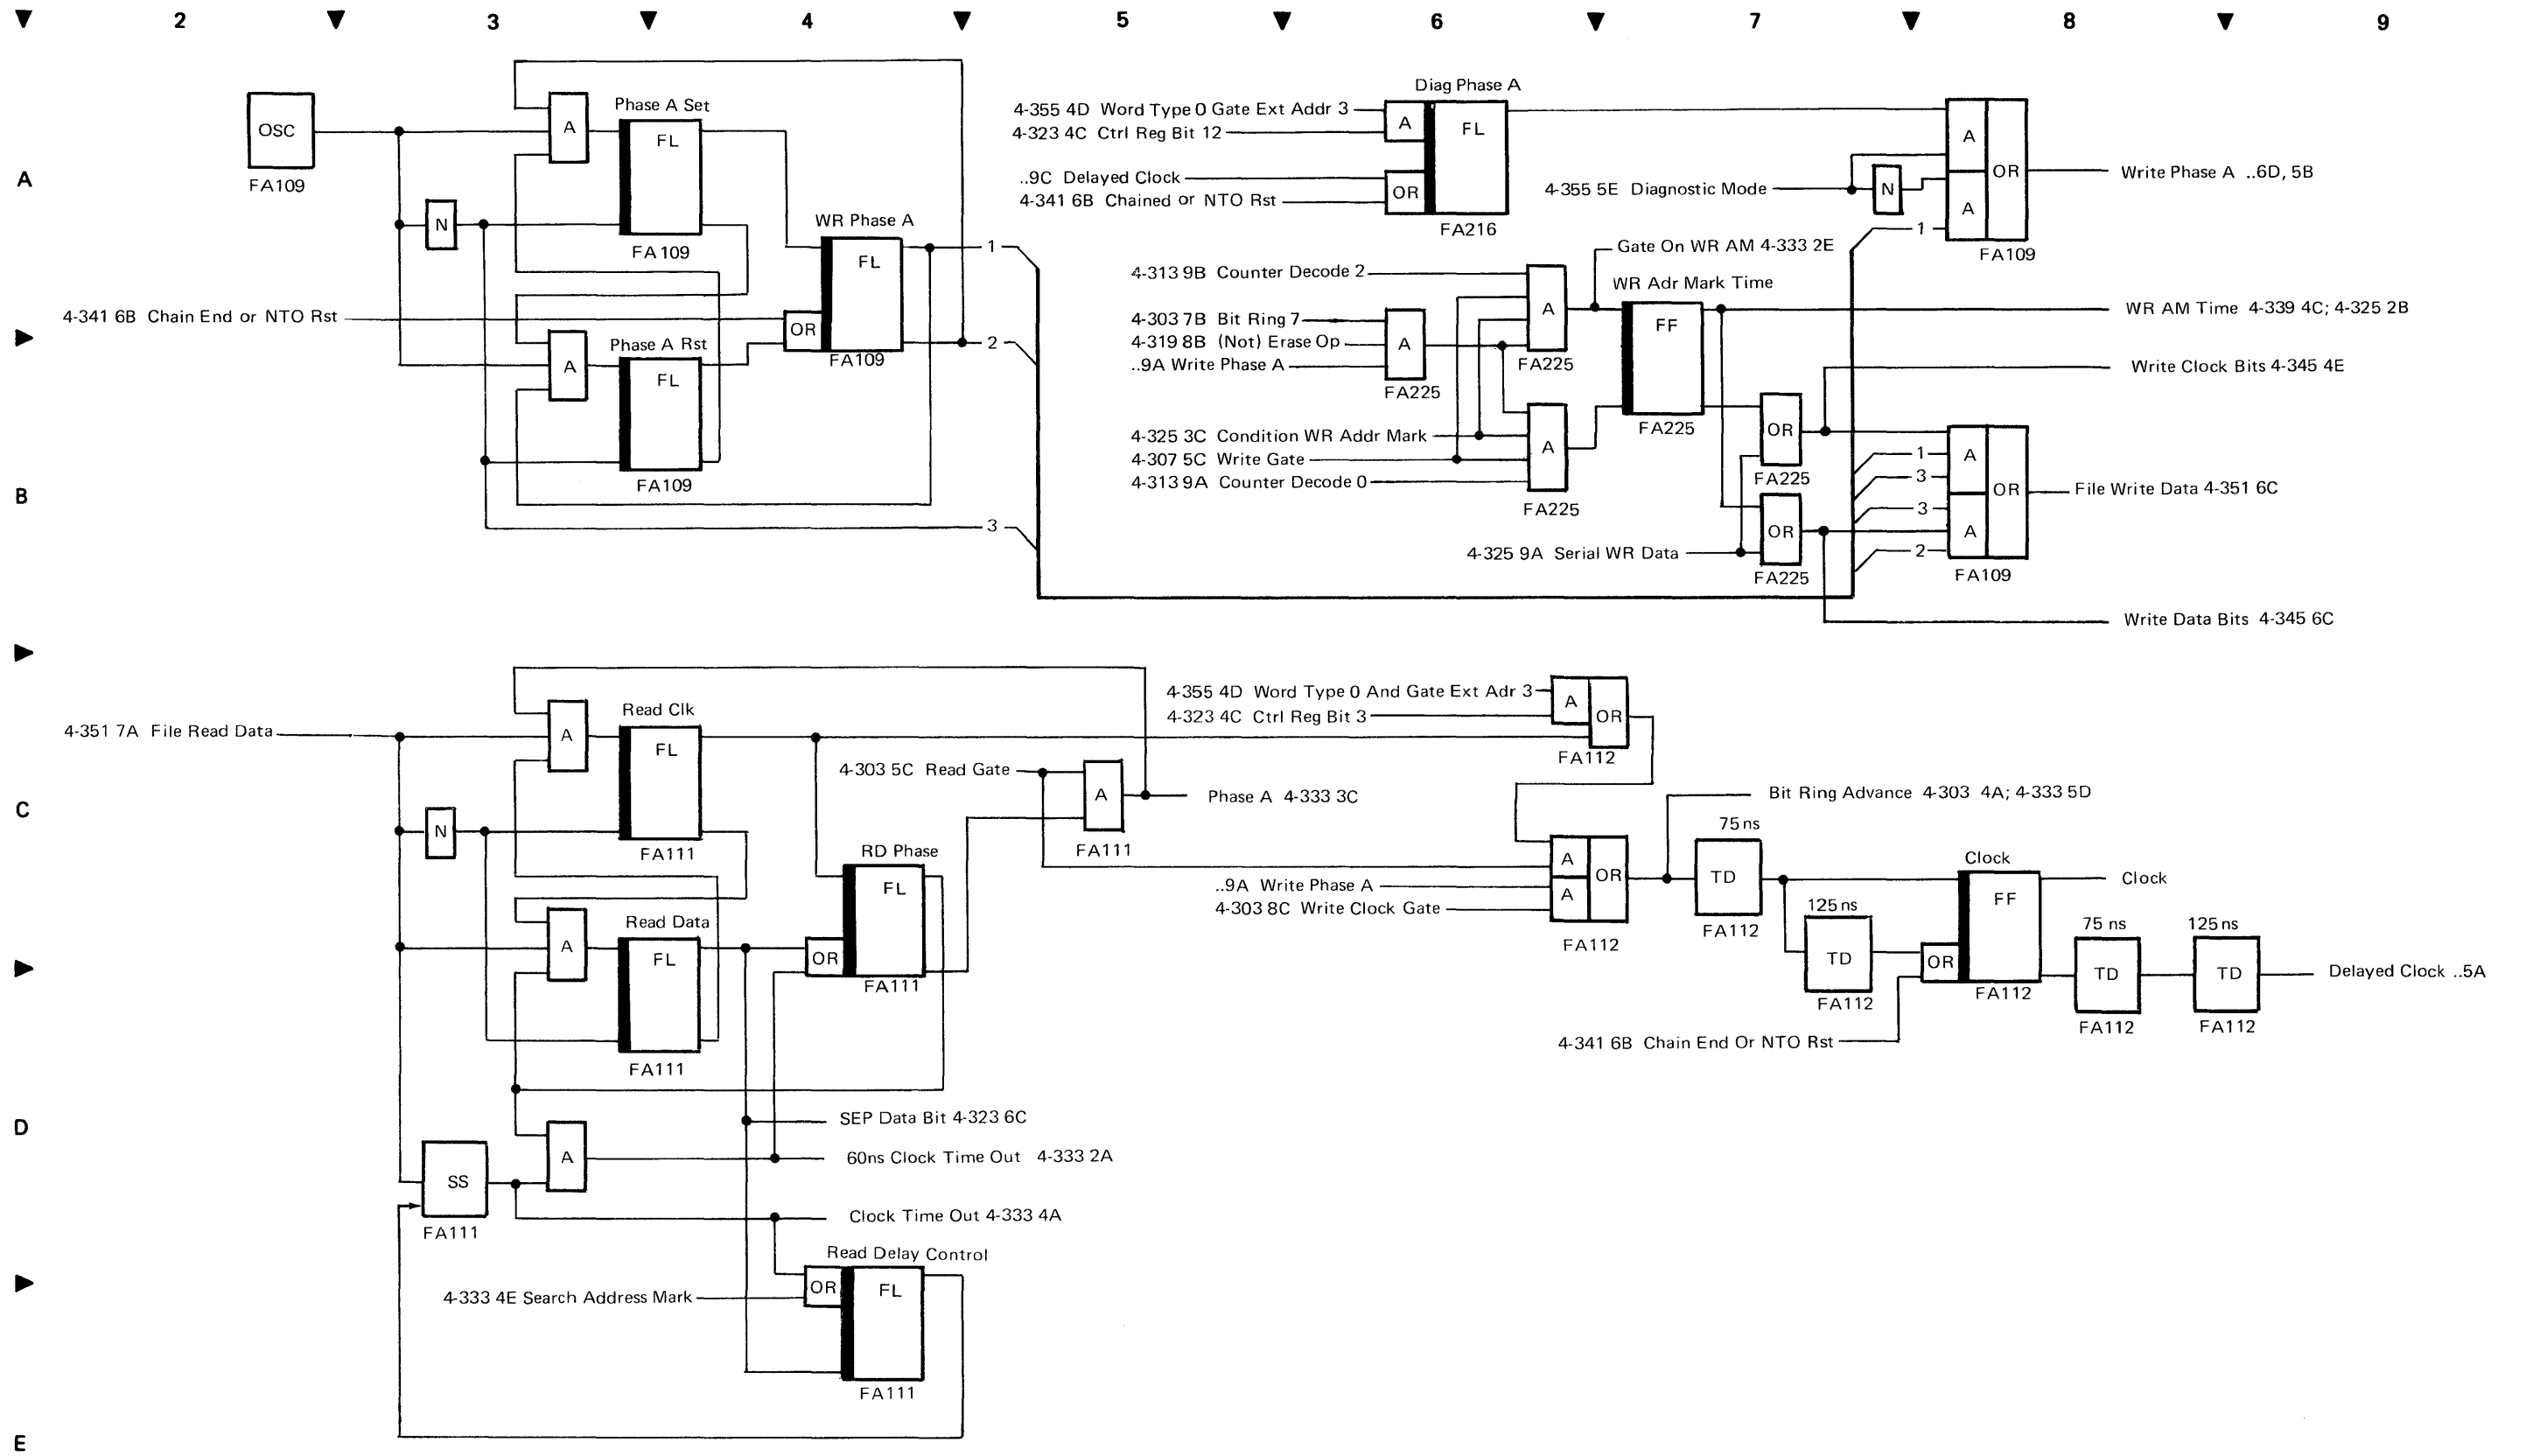 2 3 4 5 6 7 8 9
A
B
C
D
E
OSC
FA109
N
A
Phase A Set
FL
FA109
4-341 6B Chain End or NTO Rst
A
Phase A Rst
FL
FA109
WR Phase A
FL
OR
FA109
1
2
3
Diag Phase A
4-355 4D Word Type 0 Gate Ext Addr 3
4-323 4C Ctrl Reg Bit 12
A
FL
..9C Delayed Clock
4-341 6B Chained or NTO Rst
OR
FA216
4-355 5E Diagnostic Mode
N
A
A
OR
1
FA109
Write Phase A ..6D, 5B
Gate On WR AM 4-333 2E
4-313 9B Counter Decode 2
WR Adr Mark Time
4-303 7B Bit Ring 7
4-319 8B (Not) Erase Op
..9A Write Phase A
A
FA225
A
FA225
FF
FA225
WR AM Time 4-339 4C; 4-325 2B
Write Clock Bits 4-345 4E
4-325 3C Condition WR Addr Mark
4-307 5C Write Gate
4-313 9A Counter Decode 0
A
FA225
OR
FA225
4-325 9A Serial WR Data
OR
FA225
1
3
3
2
A
A
OR
FA109
File Write Data 4-351 6C
Write Data Bits 4-345 6C
4-351 7A File Read Data
N
A
Read Clk
FL
FA111
A
Read Data
FL
FA111
RD Phase
FL
OR
FA111
4-303 5C Read Gate
A
FA111
Phase A 4-333 3C
4-355 4D Word Type 0 And Gate Ext Adr 3
4-323 4C Ctrl Reg Bit 3
A
OR
FA112
Bit Ring Advance 4-303 4A; 4-333 5D
..9A Write Phase A
4-303 8C Write Clock Gate
A
A
OR
FA112
75 ns
TD
FA112
125 ns
TD
FA112
4-341 6B Chain End Or NTO Rst
Clock
FF
OR
FA112
Clock
75 ns
TD
FA112
125 ns
TD
FA112
Delayed Clock ..5A
SS
FA111
A
SEP Data Bit 4-323 6C
60ns Clock Time Out 4-333 2A
Clock Time Out 4-333 4A
Read Delay Control
4-333 4E Search Address Mark
OR
FL
FA111